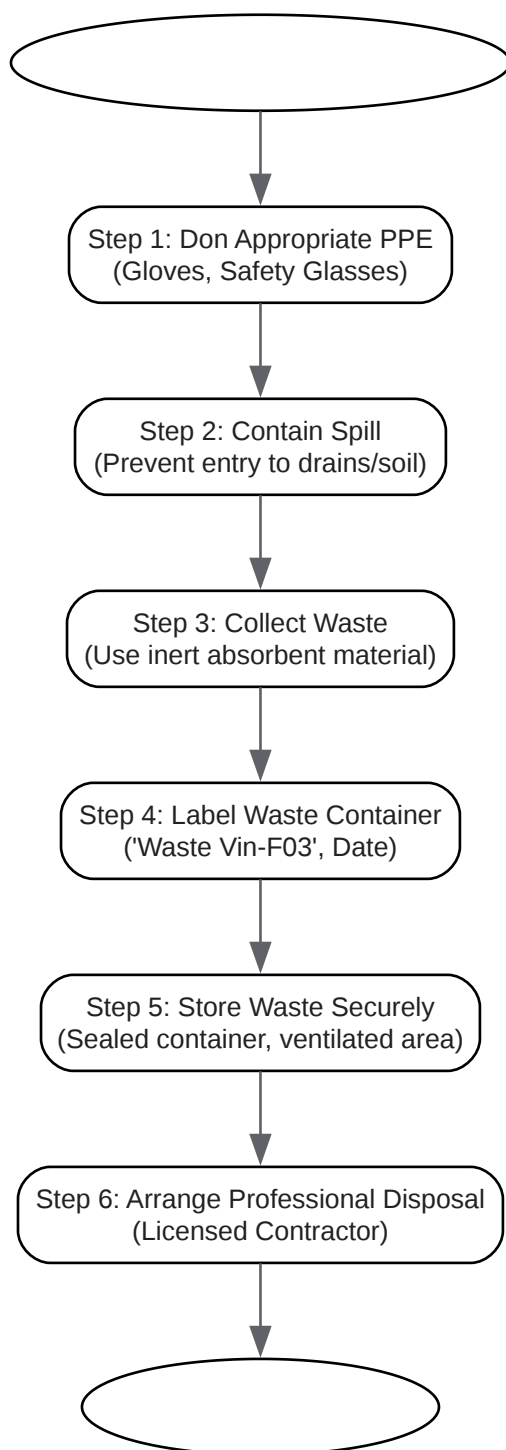 Step 1: Don Appropriate PPE
(Gloves, Safety Glasses)
Step 2: Contain Spill
(Prevent entry to drains/soil)
Step 3: Collect Waste
(Use inert absorbent material)
Step 4: Label Waste Container
('Waste Vin-F03', Date)
Step 5: Store Waste Securely
(Sealed container, ventilated area)
Step 6: Arrange Professional Disposal
(Licensed Contractor)